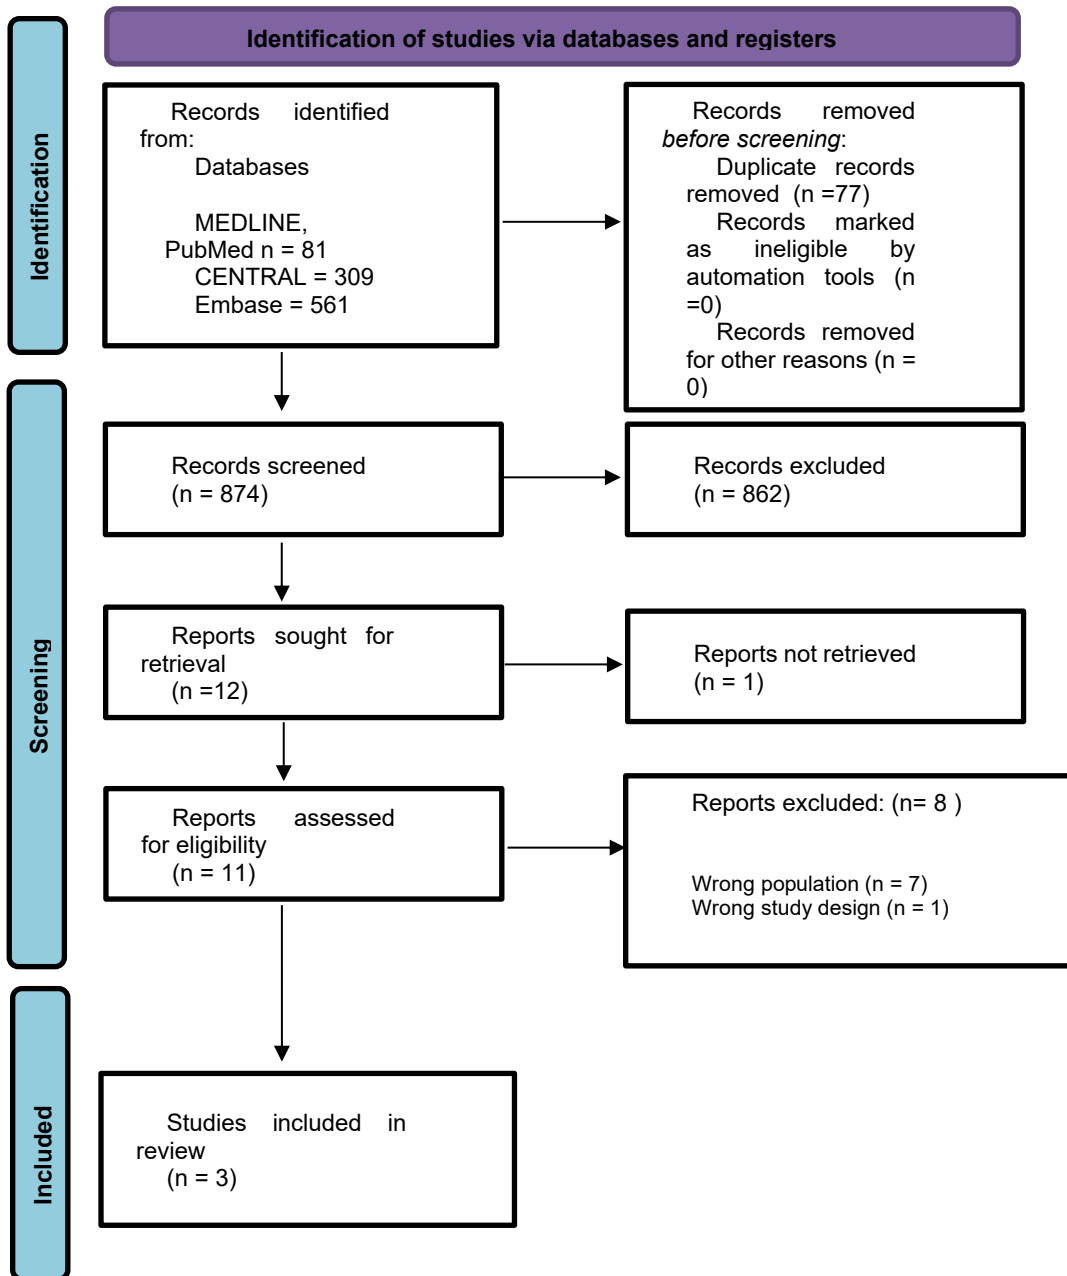 Identification of studies via databases and registers
Identification
Records identified
from:
Databases
MEDLINE,
PubMed n = 81
CENTRAL = 309
Embase = 561
Records removed
before screening:
Duplicate records
removed (n =77)
Records marked
as ineligible by
automation tools (n
=0)
Records removed
for other reasons (n =
0)
Screening
Records screened
(n = 874)
Records excluded
(n = 862)
Reports sought for
retrieval
(n =12)
Reports not retrieved
(n = 1)
Reports assessed
for eligibility
(n = 11)
Reports excluded: (n= 8 )
Wrong population (n = 7)
Wrong study design (n = 1)
Included
Studies included in
review
(n = 3)